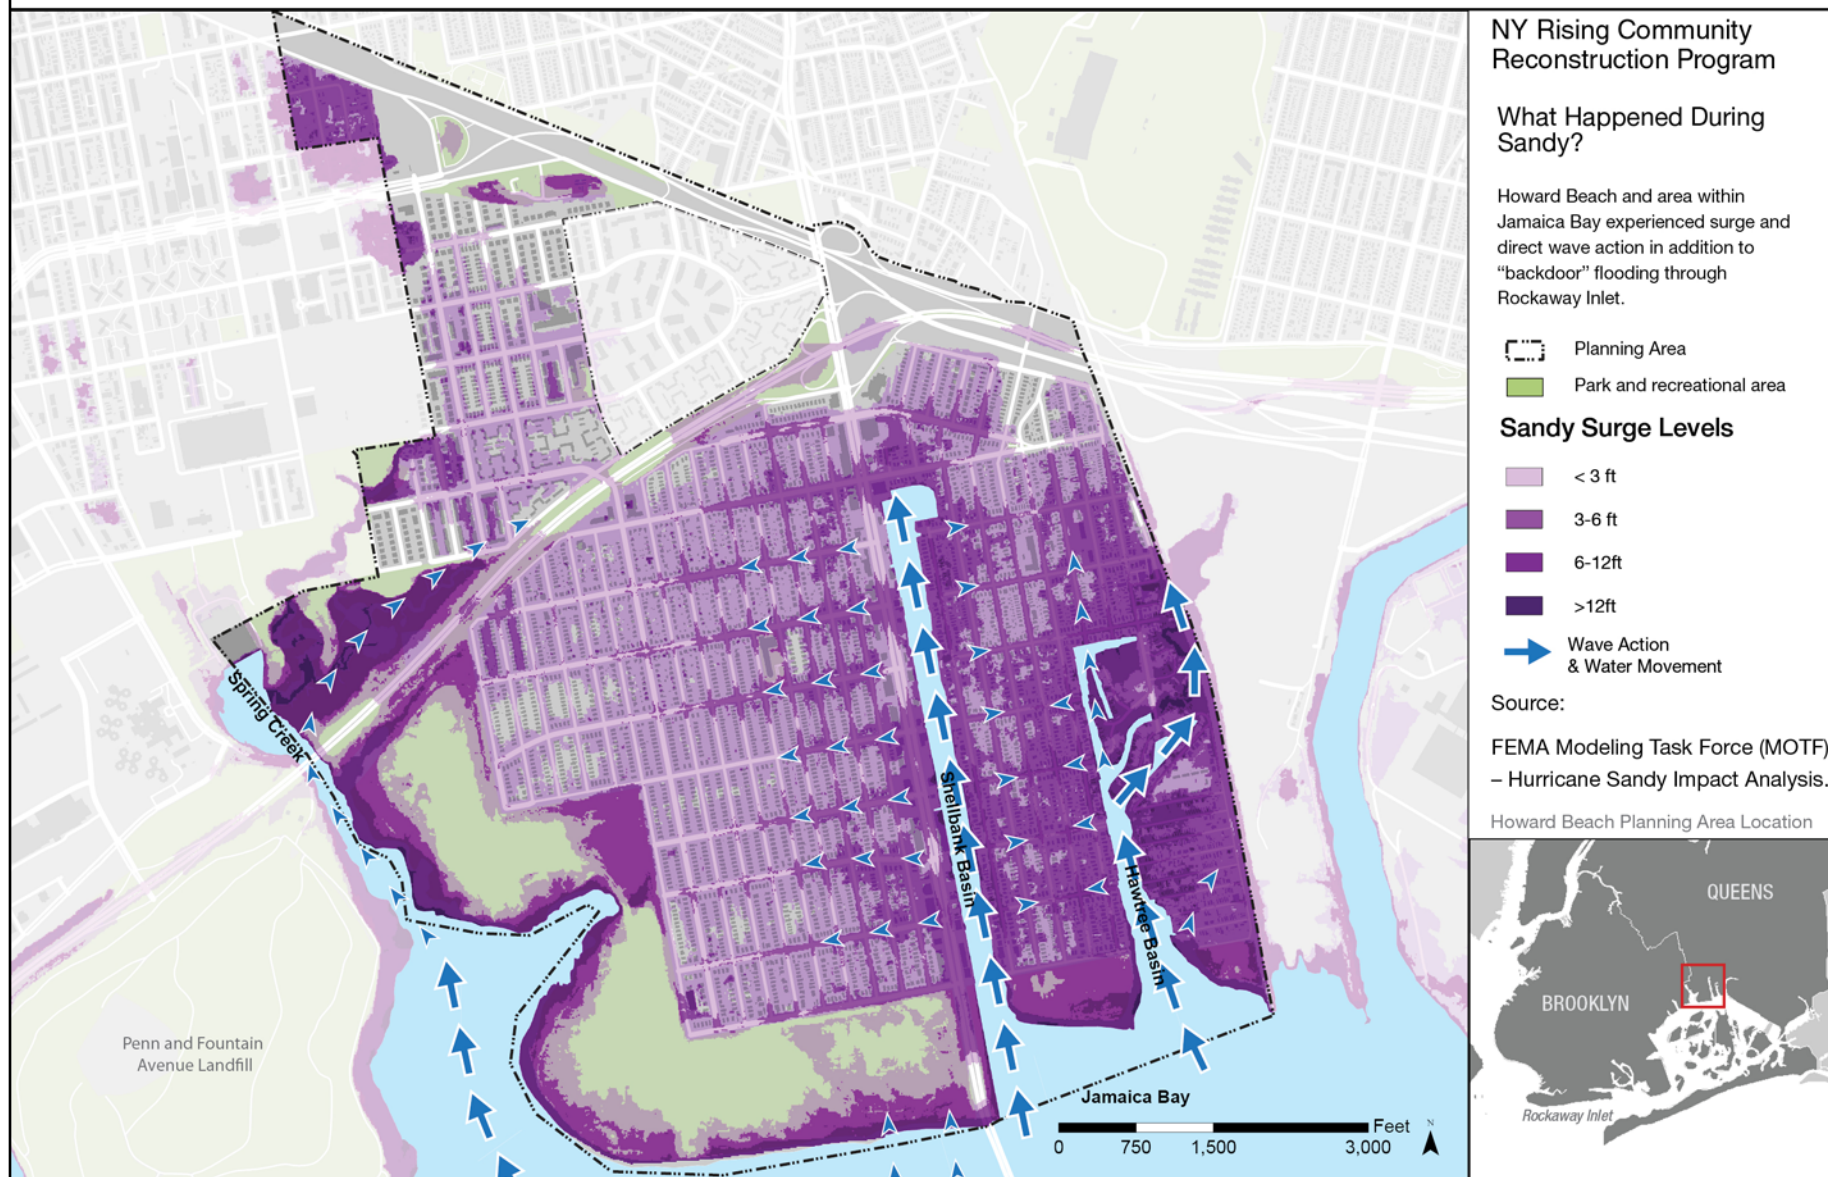 NY Rising Community
Reconstruction Program
What Happened During
Sandy?
Howard Beach and area within
Jamaica Bay experienced surge and
direct wave action in addition to
“backdoor” flooding through
Rockaway Inlet.
Planning Area
Park and recreational area
Sandy Surge Levels
< 3 ft
3-6 ft
6-12ft
>12ft
Wave Action
& Water Movement
Source:
FEMA Modeling Task Force (MOTF)
– Hurricane Sandy Impact Analysis.
Howard Beach Planning Area Location
QUEENS
BROOKLYN
Rockaway Inlet
Spring Creek
Shellbank Basin
Hawtree Basin
Penn and Fountain
Avenue Landfill
Jamaica Bay
Feet
0 750 1,500 3,000
N